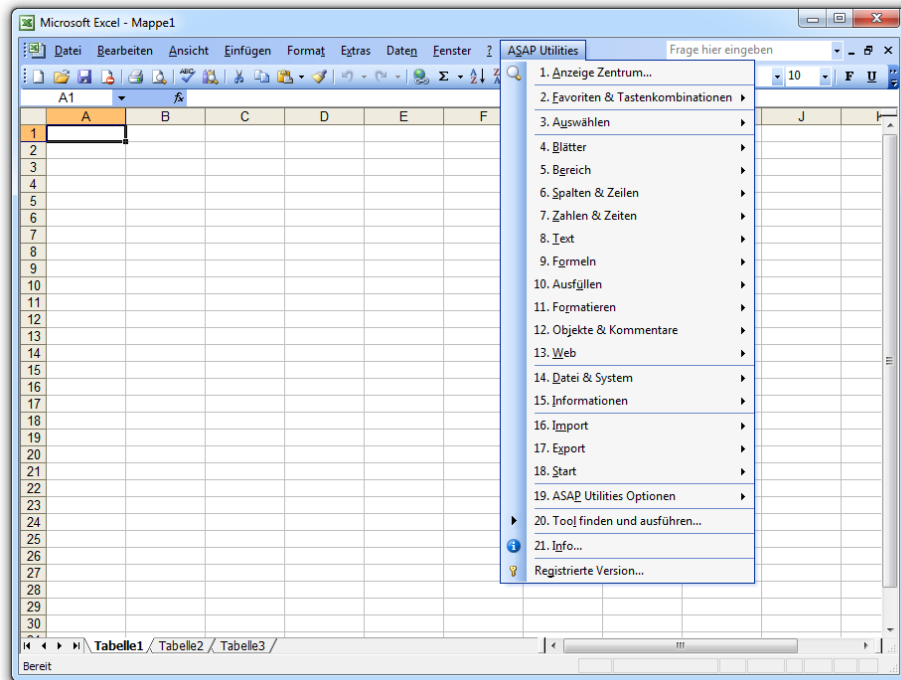 Microsoft Excel - Mappe1
Datei Bearbeiten Ansicht Einfügen Format Extras Daten Fenster ? ASAP Utilities Frage hier eingeben
10 F U
A1 fx
A B C D E F J K
1
2
3
4
5
6
7
8
9
10
11
12
13
14
15
16
17
18
19
20
21
22
23
24
25
26
27
28
29
30
1. Anzeige Zentrum...
2. Favoriten & Tastenkombinationen
3. Auswählen
4. Blätter
5. Bereich
6. Spalten & Zeilen
7. Zahlen & Zeiten
8. Text
9. Formeln
10. Ausfüllen
11. Formatieren
12. Objekte & Kommentare
13. Web
14. Datei & System
15. Informationen
16. Import
17. Export
18. Start
19. ASAP Utilities Optionen
20. Tool finden und ausführen...
21. Info...
Registrierte Version...
Tabelle1 Tabelle2 Tabelle3
Bereit